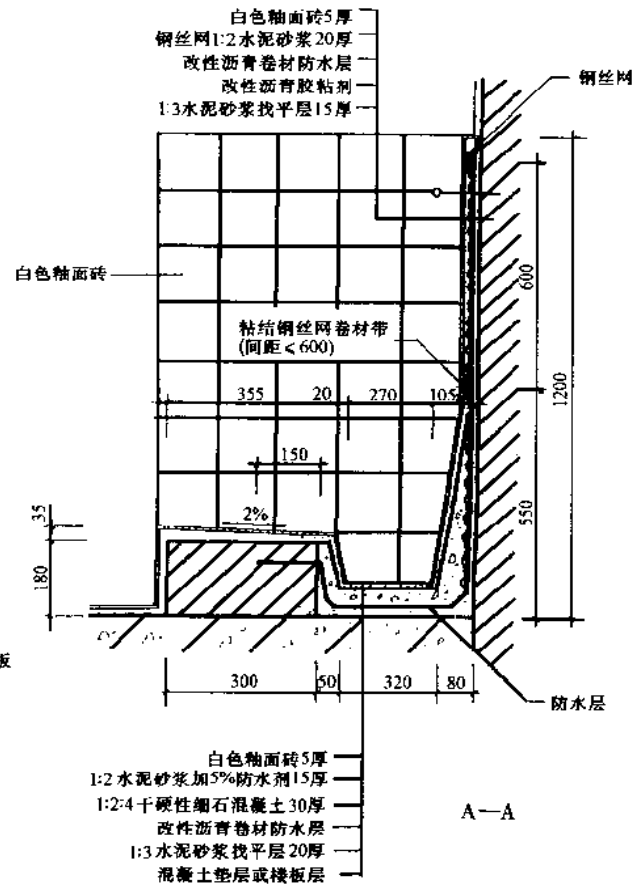 白色釉面砖5厚
钢丝网1:2水泥砂浆20厚
改性沥青卷材防水层
改性沥青胶粘剂
1:3水泥砂浆找平层15厚
钢丝网
白色釉面砖
粘结钢丝网卷材带
(间距≤600)
600
1200
355 20 270 105
150
2%
35
180
550
板
300 50 320 80
防水层
白色釉面砖5厚
1:2水泥砂浆加5%防水剂15厚
1:2:4干硬性细石混凝土30厚
改性沥青卷材防水层
1:3水泥砂浆找平层20厚
混凝土垫层或楼板层
A—A